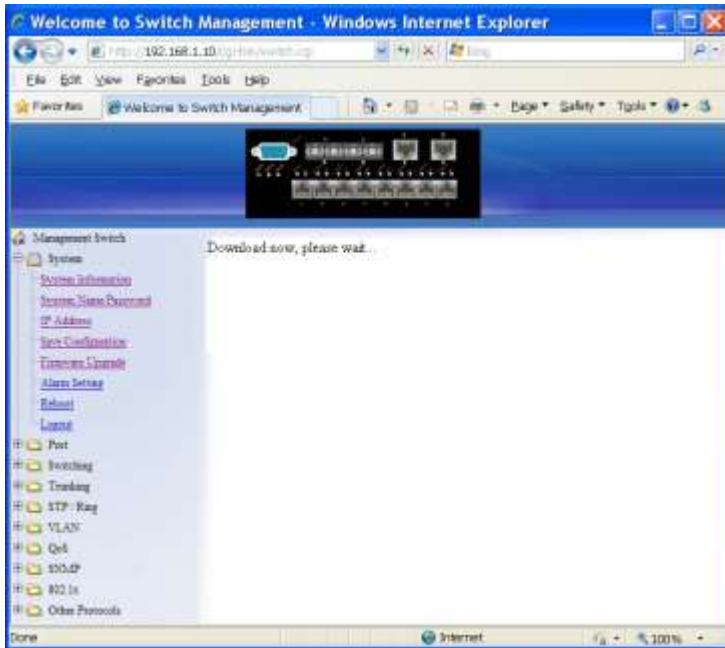 Welcome to Switch Management - Windows Internet Explorer
192.168.1.10
File Edit View Favorites Tools Help
Favorites Welcome to Switch Management Page Safety Tools
Management Switch
System
System Information
System Name/Password
IP Address
Save Configuration
Firmware Upgrade
Alarm Setting
Reboot
Logout
Port
Switching
Trunking
STP / Ring
VLAN
QoS
SNMP
802.1x
Other Protocols
Download now, please wait...
Done Internet 100%